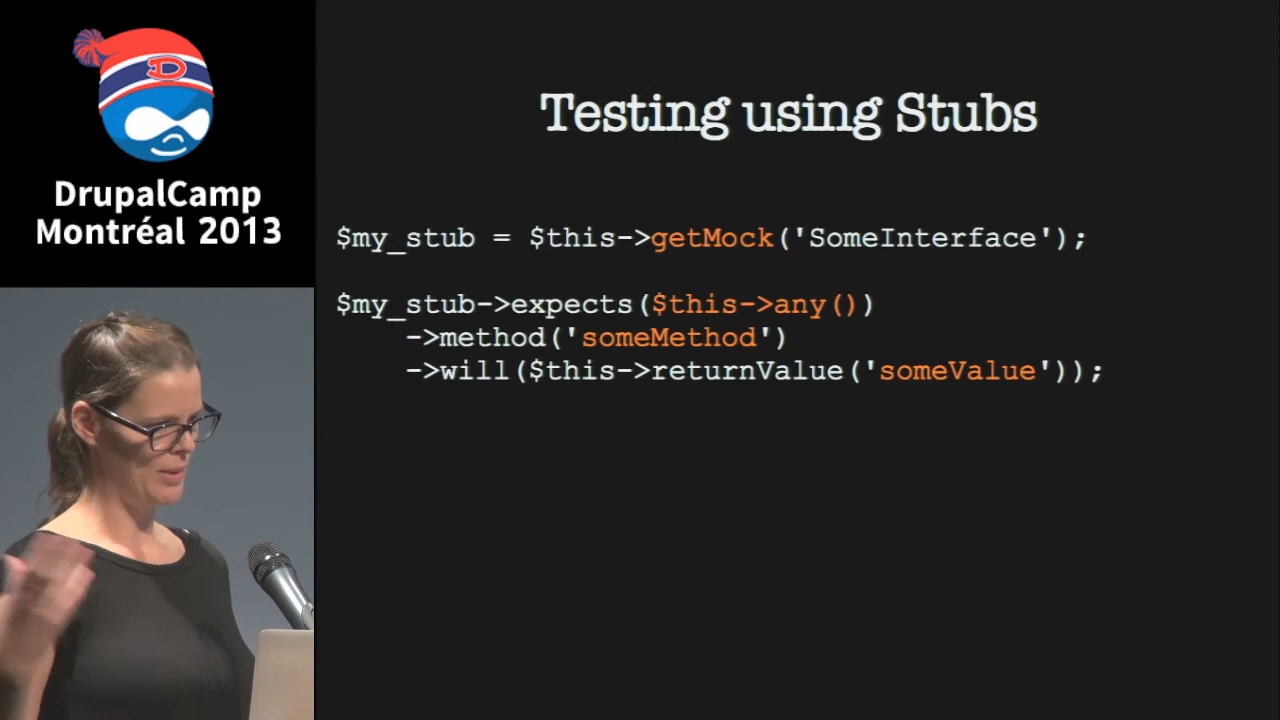 D
DrupalCamp
Montréal 2013
Testing using Stubs
$my_stub = $this->getMock('SomeInterface');
$my_stub->expects($this->any())
->method('someMethod')
->will($this->returnValue('someValue'));